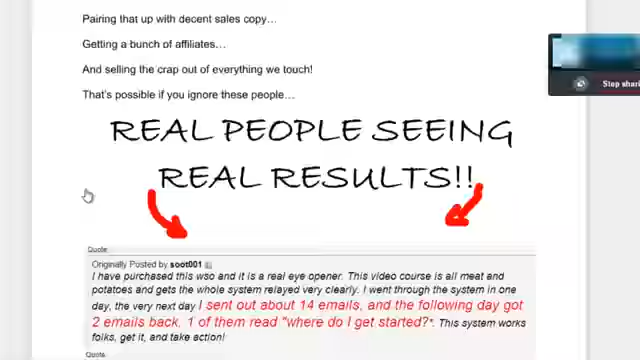 Pairing that up with decent sales copy…
Getting a bunch of affiliates…
And selling the crap out of everything we touch!
That's possible if you ignore these people…
Stop shari
REAL PEOPLE SEEING
REAL RESULTS!!
Quote
Originally Posted by soot001
I have purchased this wso and it is a real eye opener. This video course is all meat and
potatoes and gets the whole system relayed very clearly. I went through the system in one
day, the very next day I sent out about 14 emails, and the following day got
2 emails back, 1 of them read "where do I get started?". This system works
folks, get it, and take action!
Quote